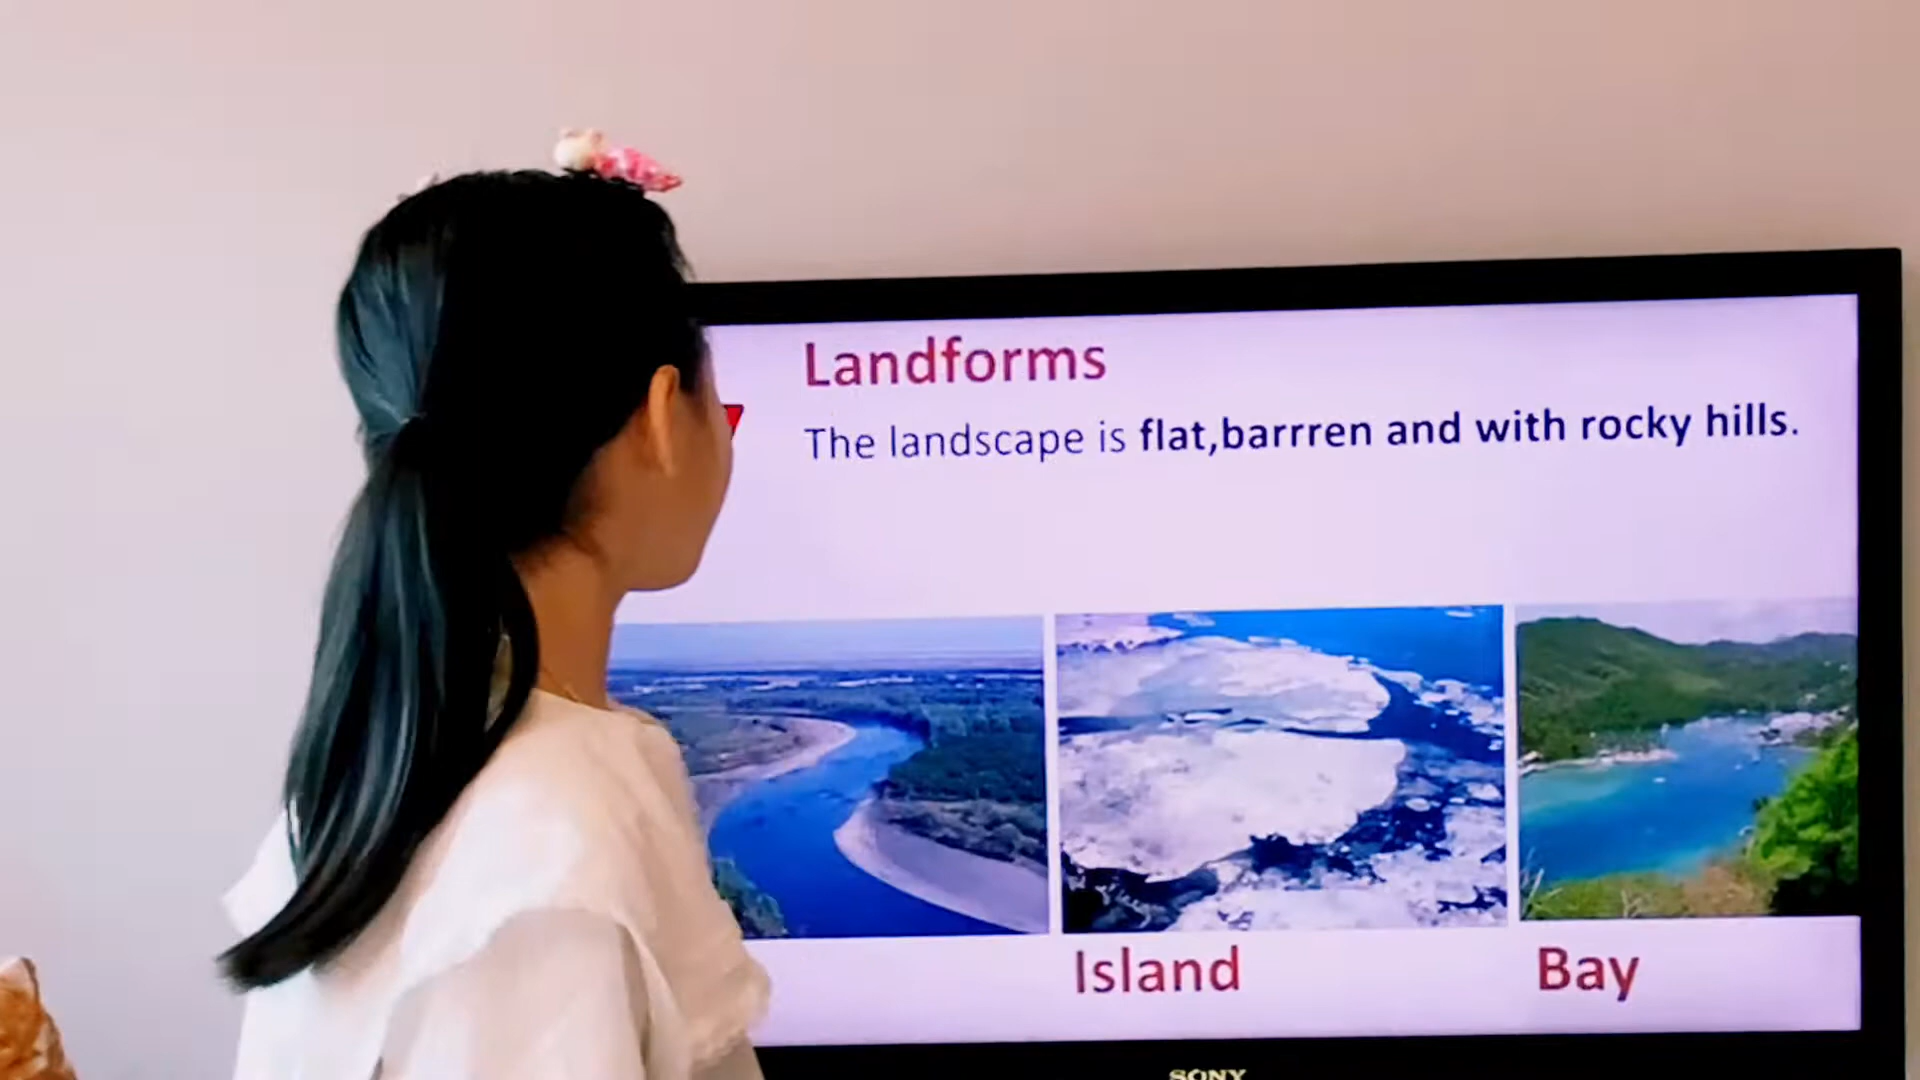 Landforms
The landscape is flat,barrren and with rocky hills.
Island
Bay
SONY